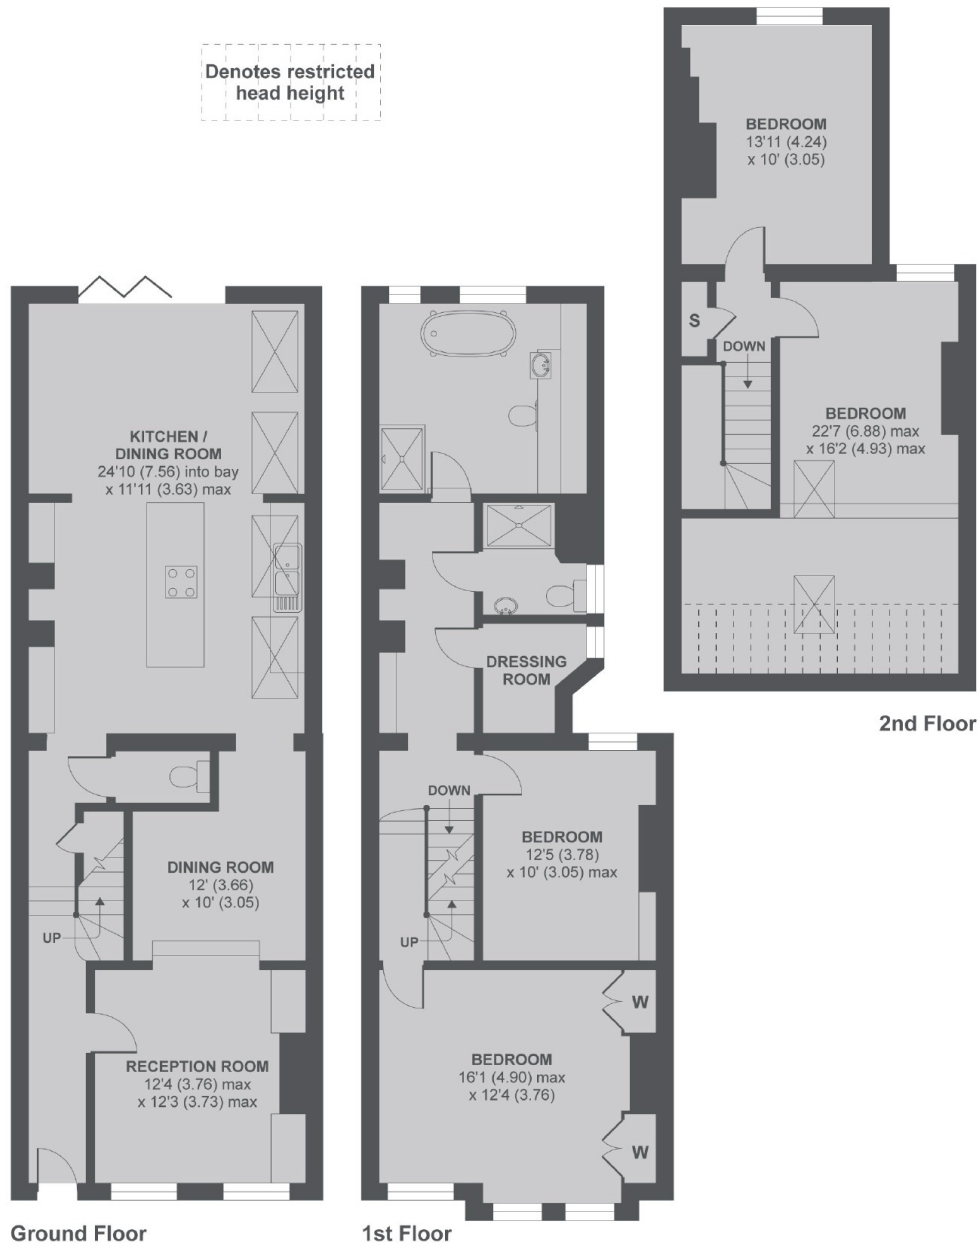 Denotes restricted
head height
KITCHEN /
DINING ROOM
24'10 (7.56) into bay
x 11'11 (3.63) max
DINING ROOM
12' (3.66)
x 10' (3.05)
UP
RECEPTION ROOM
12'4 (3.76) max
x 12'3 (3.73) max
Ground Floor
DRESSING
ROOM
DOWN
BEDROOM
12'5 (3.78)
x 10' (3.05) max
UP
BEDROOM
16'1 (4.90) max
x 12'4 (3.76)
W
W
1st Floor
BEDROOM
13'11 (4.24)
x 10' (3.05)
S
DOWN
BEDROOM
22'7 (6.88) max
x 16'2 (4.93) max
2nd Floor